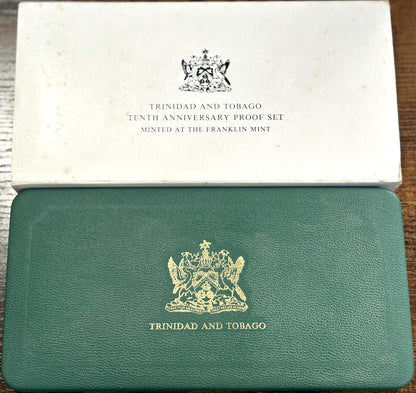 TRINIDAD AND TOBAGO
TENTH ANNIVERSARY PROOF SET
MINTED AT THE FRANKLIN MINT
TRINIDAD AND TOBAGO